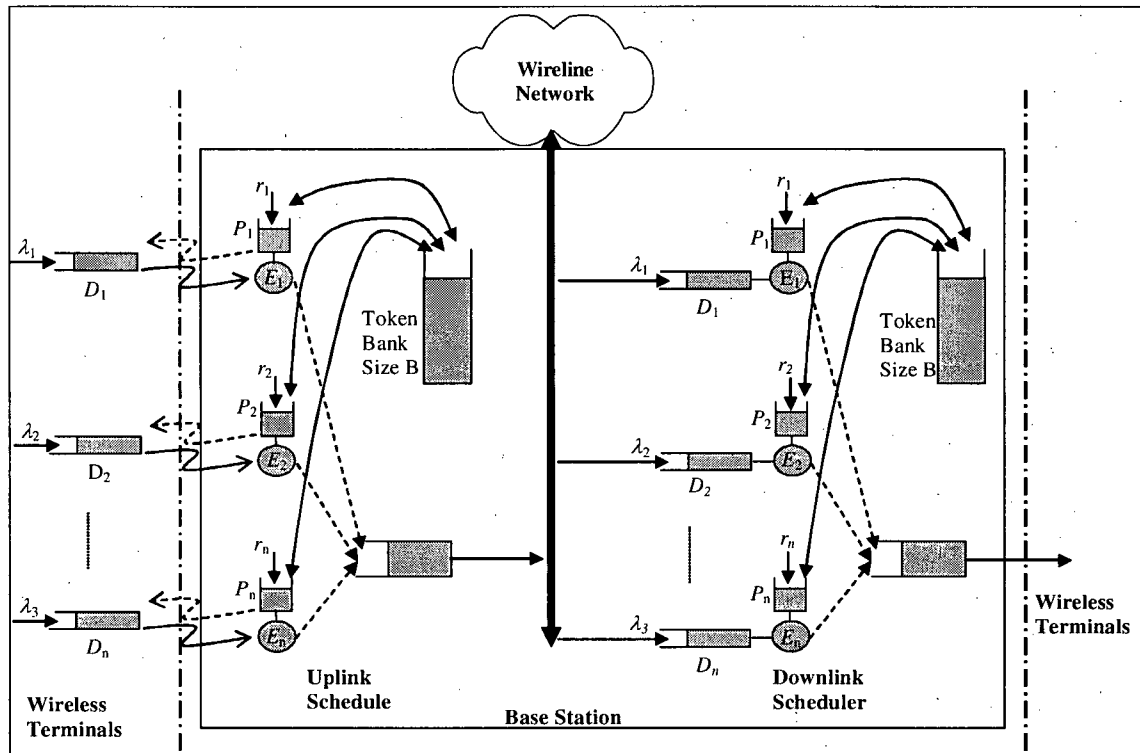 Wireline
Network
r1
P1
λ1
E1
D1
Token
Bank
Size B
r2
P2
λ2
E2
D2
rn
Pn
λ3
En
Dn
Uplink
Schedule
Wireless
Terminals
r1
P1
λ1
E1
D1
Token
Bank
Size B
r2
P2
λ2
E2
D2
rn
Pn
λ3
En
Dn
Downlink
Scheduler
Wireless
Terminals
Base Station